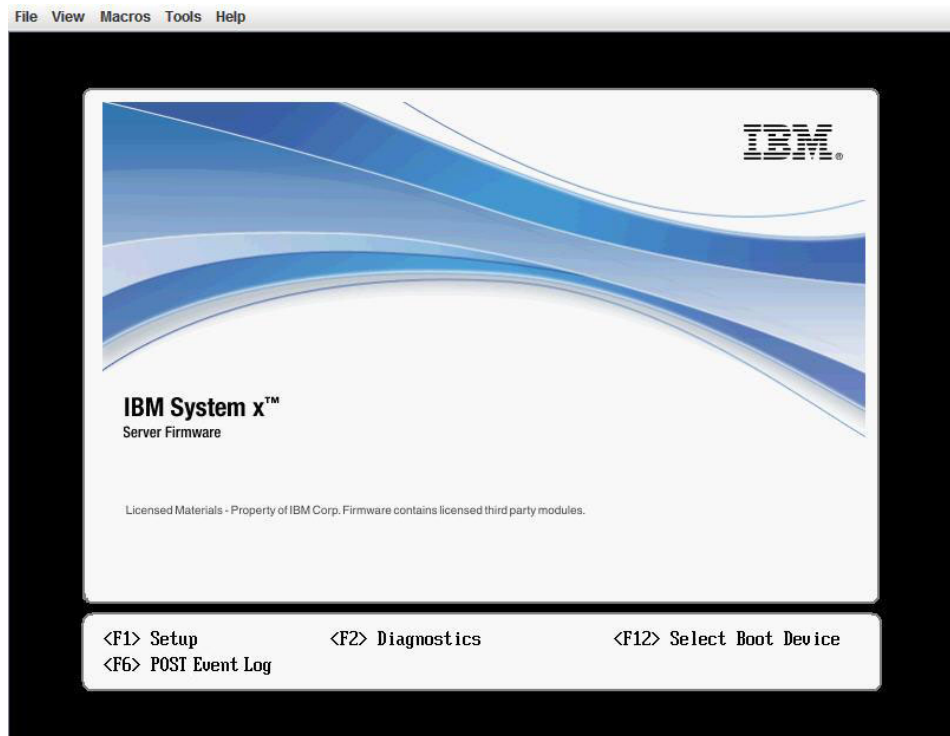 File View Macros Tools Help
IBM®
IBM System x™
Server Firmware
Licensed Materials - Property of IBM Corp. Firmware contains licensed third party modules.
<F1> Setup <F2> Diagnostics <F12> Select Boot Device
<F6> POST Event Log